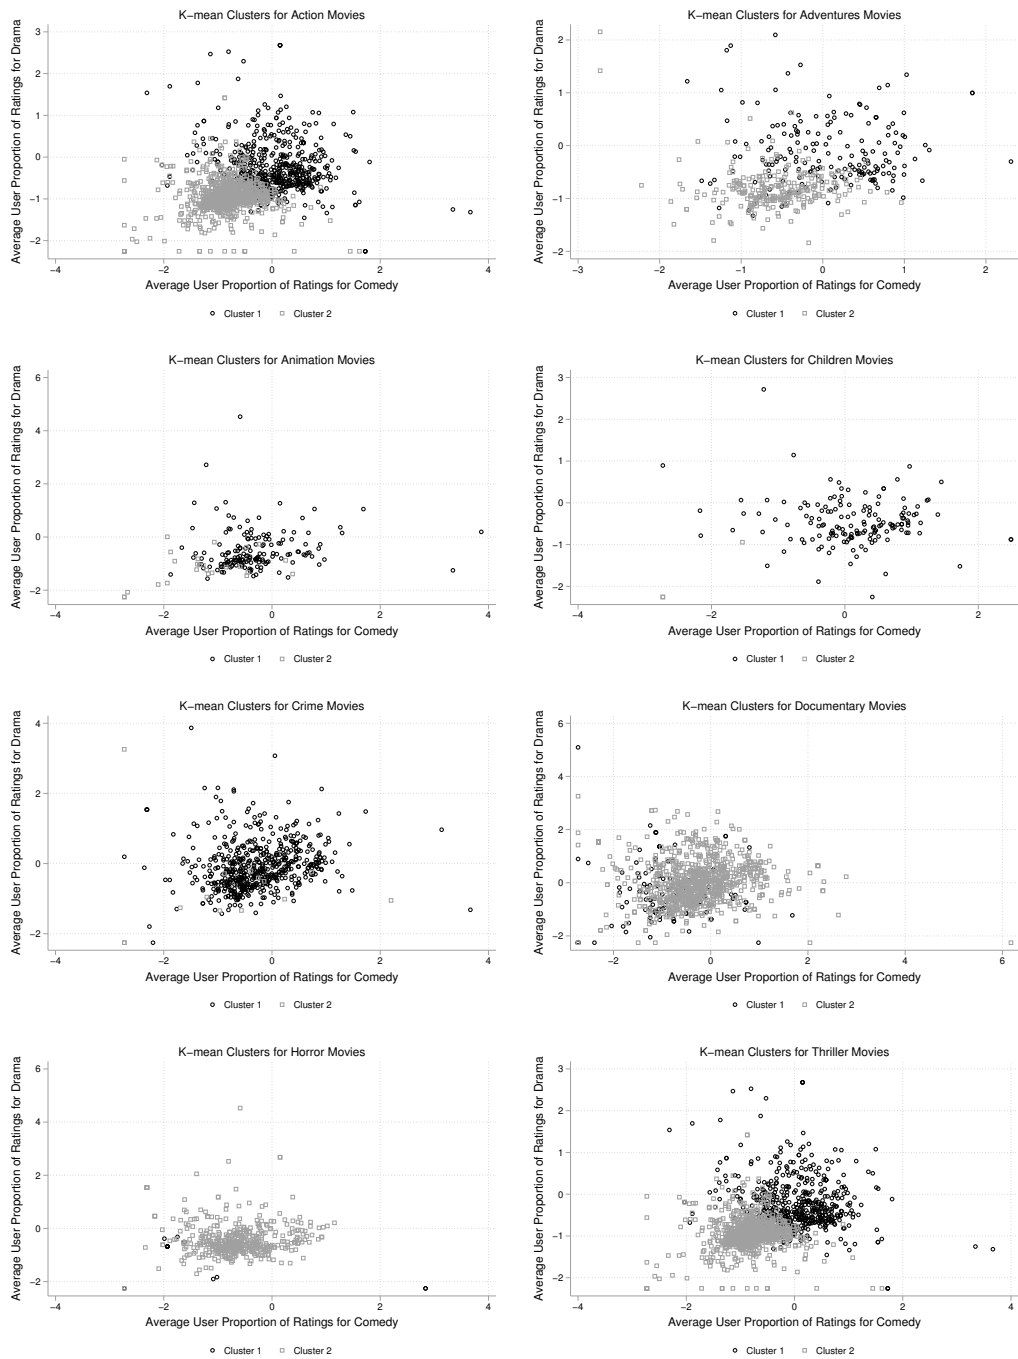 K−mean Clusters for Action Movies
Average User Proportion of Ratings for Drama
3
2
1
0
−1
−2
−4
−2
0
2
4
Average User Proportion of Ratings for Comedy
Cluster 1
Cluster 2
K−mean Clusters for Adventures Movies
Average User Proportion of Ratings for Drama
2
1
0
−1
−2
−3
−2
−1
0
1
2
Average User Proportion of Ratings for Comedy
Cluster 1
Cluster 2
K−mean Clusters for Animation Movies
Average User Proportion of Ratings for Drama
6
4
2
0
−2
−4
−2
0
2
4
Average User Proportion of Ratings for Comedy
Cluster 1
Cluster 2
K−mean Clusters for Children Movies
Average User Proportion of Ratings for Drama
3
2
1
0
−1
−2
−4
−2
0
2
Average User Proportion of Ratings for Comedy
Cluster 1
Cluster 2
K−mean Clusters for Crime Movies
Average User Proportion of Ratings for Drama
4
2
0
−2
−4
−2
0
2
4
Average User Proportion of Ratings for Comedy
Cluster 1
Cluster 2
K−mean Clusters for Documentary Movies
Average User Proportion of Ratings for Drama
6
4
2
0
−2
−2
0
2
4
6
Average User Proportion of Ratings for Comedy
Cluster 1
Cluster 2
K−mean Clusters for Horror Movies
Average User Proportion of Ratings for Drama
6
4
2
0
−2
−4
−2
0
2
4
Average User Proportion of Ratings for Comedy
Cluster 1
Cluster 2
K−mean Clusters for Thriller Movies
Average User Proportion of Ratings for Drama
3
2
1
0
−1
−2
−4
−2
0
2
4
Average User Proportion of Ratings for Comedy
Cluster 1
Cluster 2